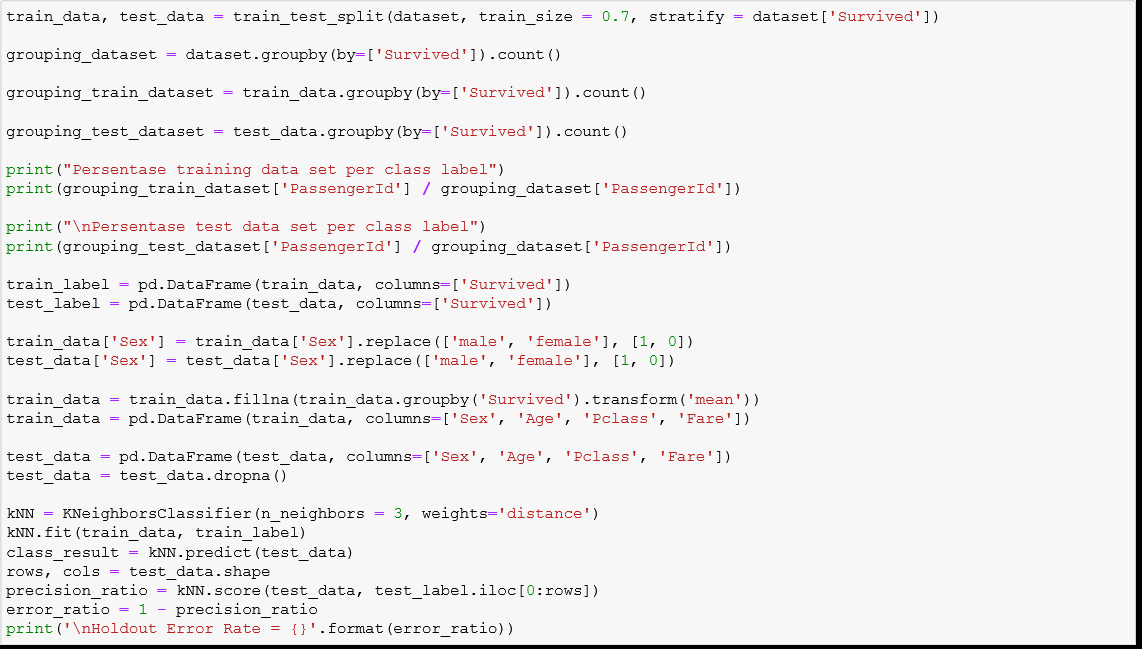 train_data, test_data = train_test_split(dataset, train_size = 0.7, stratify = dataset['Survived'])
grouping_dataset = dataset.groupby(by=['Survived']).count()
grouping_train_dataset = train_data.groupby(by=['Survived']).count()
grouping_test_dataset = test_data.groupby(by=['Survived']).count()
print("Persentase training data set per class label")
print(grouping_train_dataset['PassengerId'] / grouping_dataset['PassengerId'])
print("\nPersentase test data set per class label")
print(grouping_test_dataset['PassengerId'] / grouping_dataset['PassengerId'])
train_label = pd.DataFrame(train_data, columns=['Survived'])
test_label = pd.DataFrame(test_data, columns=['Survived'])
train_data['Sex'] = train_data['Sex'].replace(['male', 'female'], [1, 0])
test_data['Sex'] = test_data['Sex'].replace(['male', 'female'], [1, 0])
train_data = train_data.fillna(train_data.groupby('Survived').transform('mean'))
train_data = pd.DataFrame(train_data, columns=['Sex', 'Age', 'Pclass', 'Fare'])
test_data = pd.DataFrame(test_data, columns=['Sex', 'Age', 'Pclass', 'Fare'])
test_data = test_data.dropna()
kNN = KNeighborsClassifier(n_neighbors = 3, weights='distance')
kNN.fit(train_data, train_label)
class_result = kNN.predict(test_data)
rows, cols = test_data.shape
precision_ratio = kNN.score(test_data, test_label.iloc[0:rows])
error_ratio = 1 - precision_ratio
print('\nHoldout Error Rate = {}'.format(error_ratio))